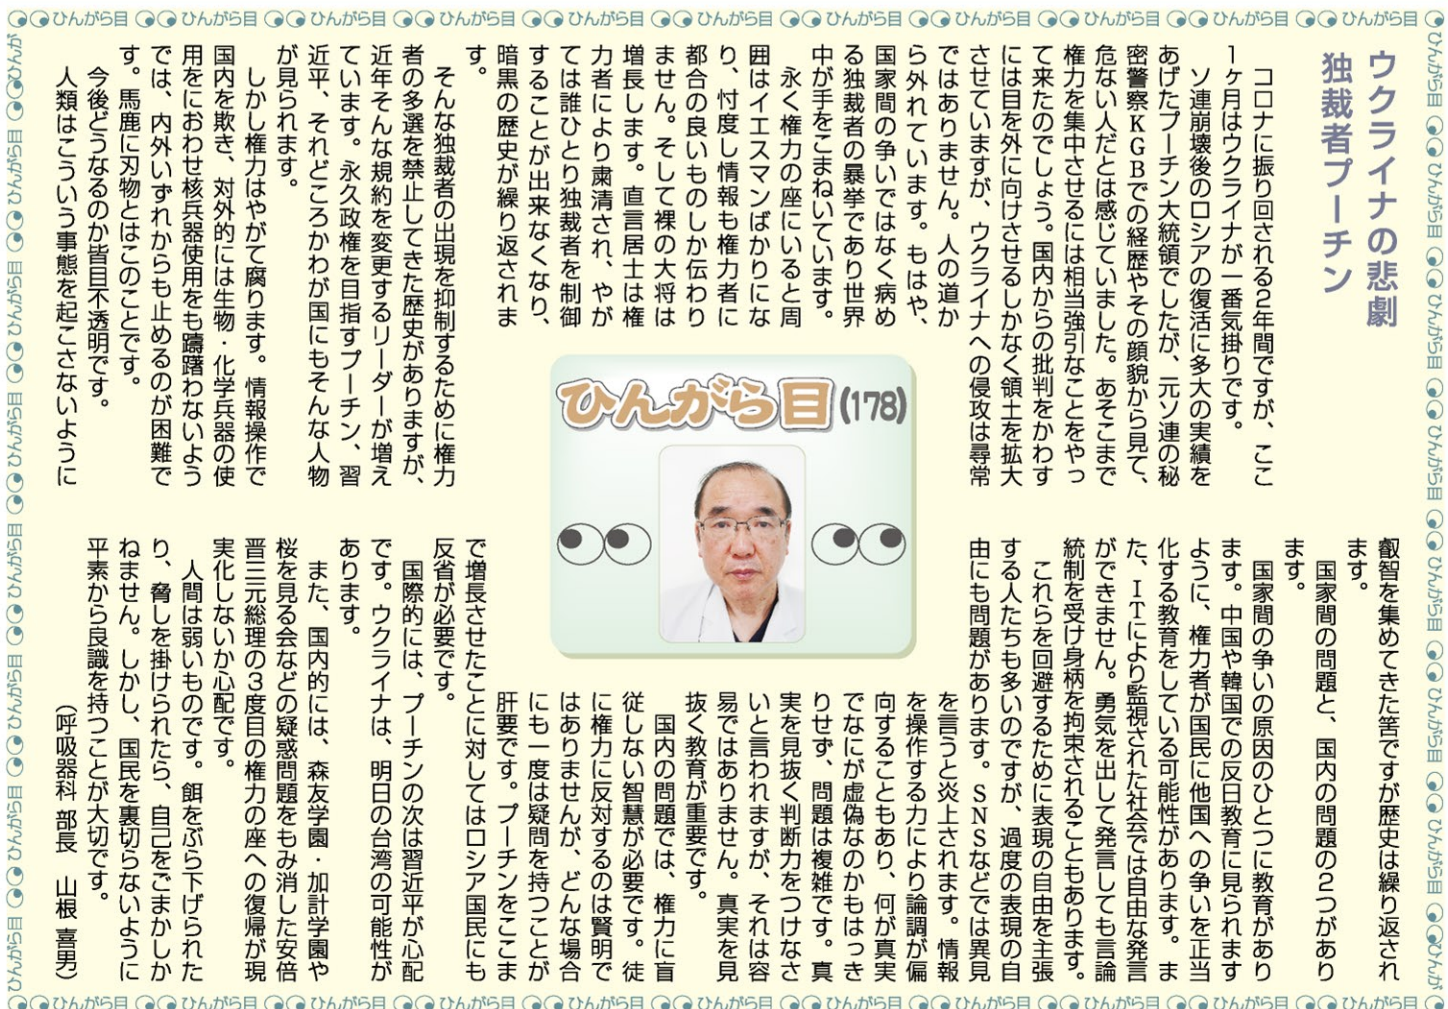 ウクライナの悲劇
独裁者プーチン
コロナに振り回される2年間ですが、ここ
1ヶ月はウクライナが一番気掛りです。
ソ連崩壊後のロシアの復活に多大の実績を
あげたプーチン大統領でしたが、元ソ連の秘
密警察KGBでの経歴やその顔貌から見て、
危ない人だとは感じていました。あそこまで
権力を集中させるには相当強引なことをやっ
て来たのでしょう。国内からの批判をかわす
には目を外に向けさせるしかなく領土を拡大
させていますが、ウクライナへの侵攻は尋常
ではありません。人の道か
ら外れています。もはや、
国家間の争いではなく病め
る独裁者の暴挙であり世界
中が手をこまねいています。
永く権力の座にいると周
囲はイエスマンばかりにな
り、忖度し情報も権力者に
都合の良いものしか伝わり
ません。そして裸の大将は
増長します。直言居士は権
力者により粛清され、やが
ては誰ひとり独裁者を制御
することが出来なくなり、
暗黒の歴史が繰り返されま
す。
そんな独裁者の出現を抑制するために権力
者の多選を禁止してきた歴史がありますが、
近年そんな規約を変更するリーダーが増え
ています。永久政権を目指すプーチン、習
近平、それどころかわが国にもそんな人物
が見られます。
しかし権力はやがて腐ります。情報操作で
国内を欺き、対外的には生物・化学兵器の使
用をにおわせ核兵器使用をも躊躇わないよう
では、内外いずれからも止めるのが困難で
す。馬鹿に刃物とはこのことです。
今後どうなるのか皆目不透明です。
人類はこういう事態を起こさないように
ひんがら目(178)
叡智を集めてきた筈ですが歴史は繰り返され
ます。
国家間の問題と、国内の問題の2つがあり
ます。
国家間の争いの原因のひとつに教育があり
ます。中国や韓国での反日教育に見られます
ように、権力者が国民に他国への争いを正当
化する教育をしている可能性があります。ま
た、ITにより監視された社会では自由な発言
ができません。勇気を出して発言しても言論
統制を受け身柄を拘束されることもあります。
これらを回避するために表現の自由を主張
する人たちも多いのですが、過度の表現の自
由にも問題があります。SNSなどでは異見
を言うと炎上されます。情報
を操作する力により論調が偏
向することもあり、何が真実
でなにが虚偽なのかもはっき
りせず、問題は複雑です。真
実を見抜く判断力をつけなさ
いと言われますが、それは容
易ではありません。真実を見
抜く教育が重要です。
国内の問題では、権力に盲
従しない智慧が必要です。徒
に権力に反対するのは賢明で
はありませんが、どんな場合
にも一度は疑問を持つことが
肝要です。プーチンをここま
で増長させたことに対してはロシア国民にも
反省が必要です。
国際的には、プーチンの次は習近平が心配
です。ウクライナは、明日の台湾の可能性が
あります。
また、国内的には、森友学園・加計学園や
桜を見る会などの疑惑問題をもみ消した安倍
晋三元総理の3度目の権力の座への復帰が現
実化しないか心配です。
人間は弱いものです。餌をぶら下げられた
り、脅しを掛けられたら、自己をごまかしか
ねません。しかし、国民を裏切らないように
平素から良識を持つことが大切です。
(呼吸器科 部長　山根 喜男)